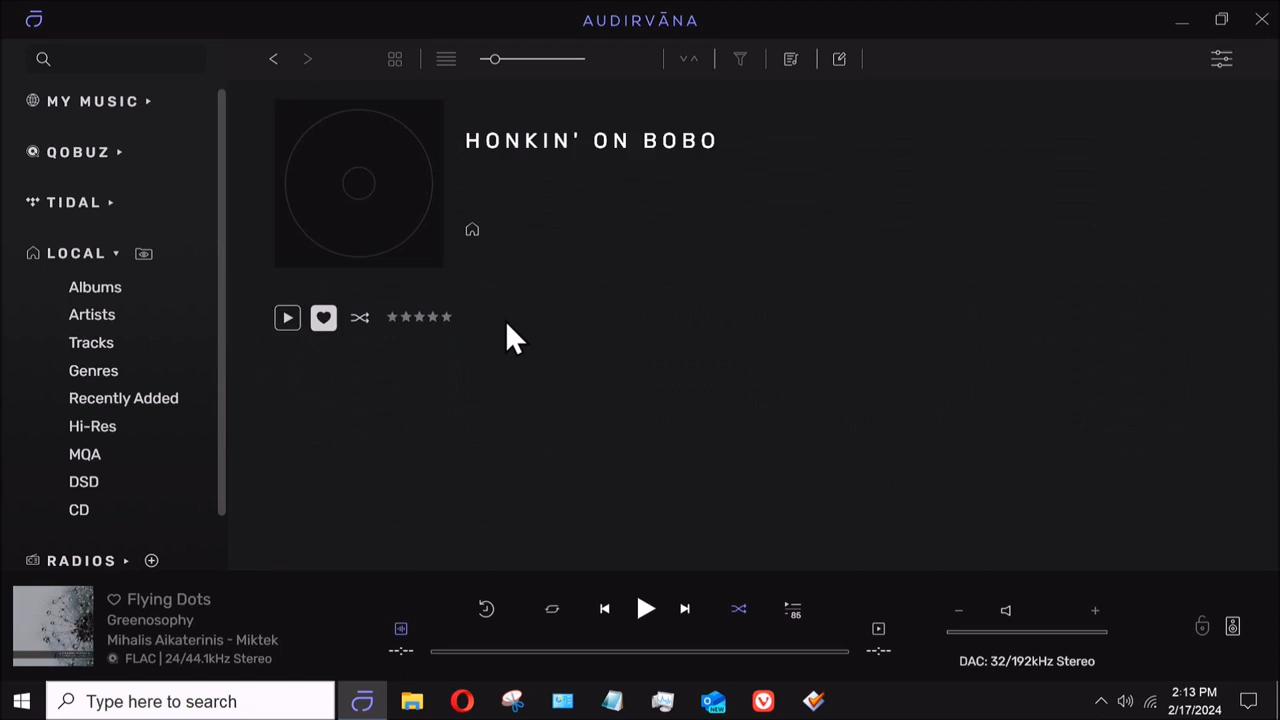 AUDIRVĀNA
MY MUSIC
HONKIN' ON BOBO
QOBUZ
TIDAL
LOCAL
Albums
Artists
Tracks
Genres
Recently Added
Hi-Res
MQA
DSD
CD
RADIOS
Flying Dots
Greenosophy
Mihalis Aikaterinis - Miktek
FLAC | 24/44.1kHz Stereo
--:--
85
--:--
DAC: 32/192kHz Stereo
Type here to search
NEW
2:13 PM
2/17/2024